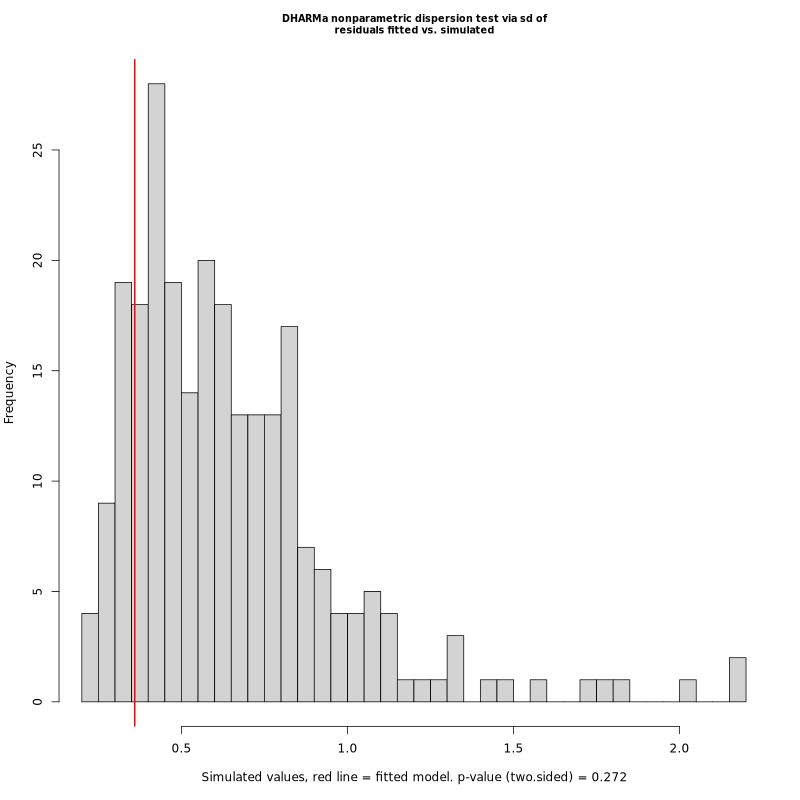 DHARMa nonparametric dispersion test via sd of
residuals fitted vs. simulated
Frequency
25
20
15
10
5
0
0.5 1.0 1.5 2.0
Simulated values, red line = fitted model. p-value (two.sided) = 0.272